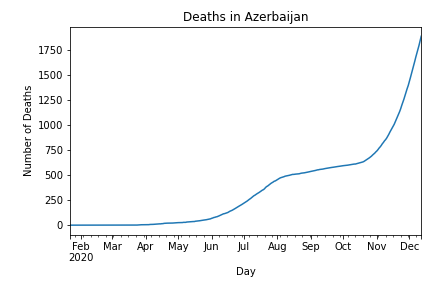 Deaths in Azerbaijan
Number of Deaths
1750
1500
1250
1000
750
500
250
0
Feb Mar Apr May Jun Jul Aug Sep Oct Nov Dec
2020
Day